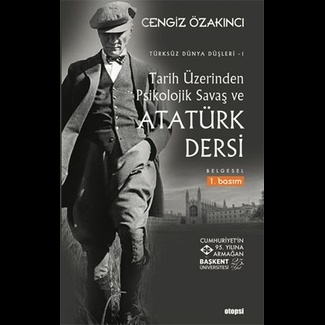 CENGİZ ÖZAKINCI
TÜRKSÜZ DÜNYA DÜŞLERİ -I
Tarih Üzerinden
Psikolojik Savaş ve
ATATÜRK
DERSİ
BELGESEL
1. basım
CUMHURİYET'İN
95. YILINA
ARMAĞAN
BAŞKENT
ÜNİVERSİTESİ
otopsi